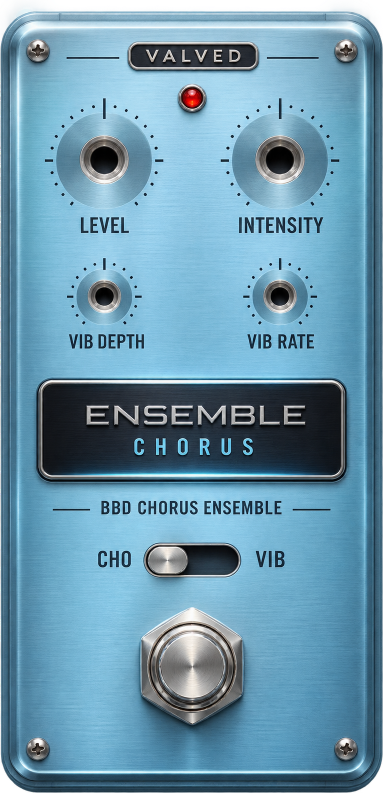 VALVED
LEVEL INTENSITY
VIB DEPTH VIB RATE
ENSEMBLE
CHORUS
BBD CHORUS ENSEMBLE
CHO VIB